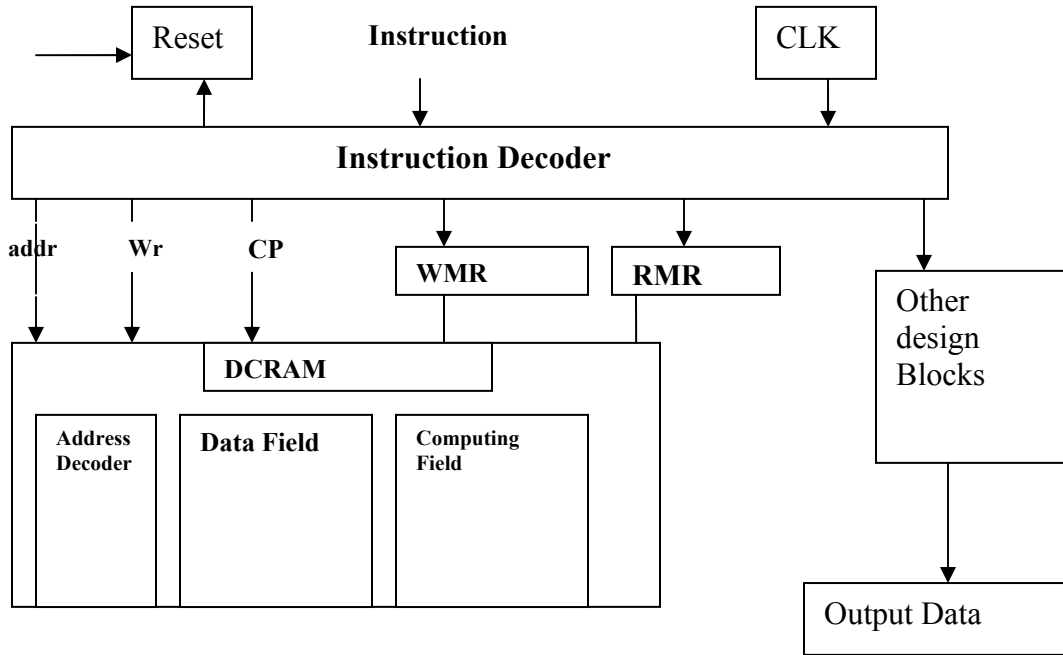 Reset
Instruction
CLK
Instruction Decoder
addr
Wr
CP
WMR
RMR
Other
design
Blocks
DCRAM
Address
Decoder
Data Field
Computing
Field
Output Data